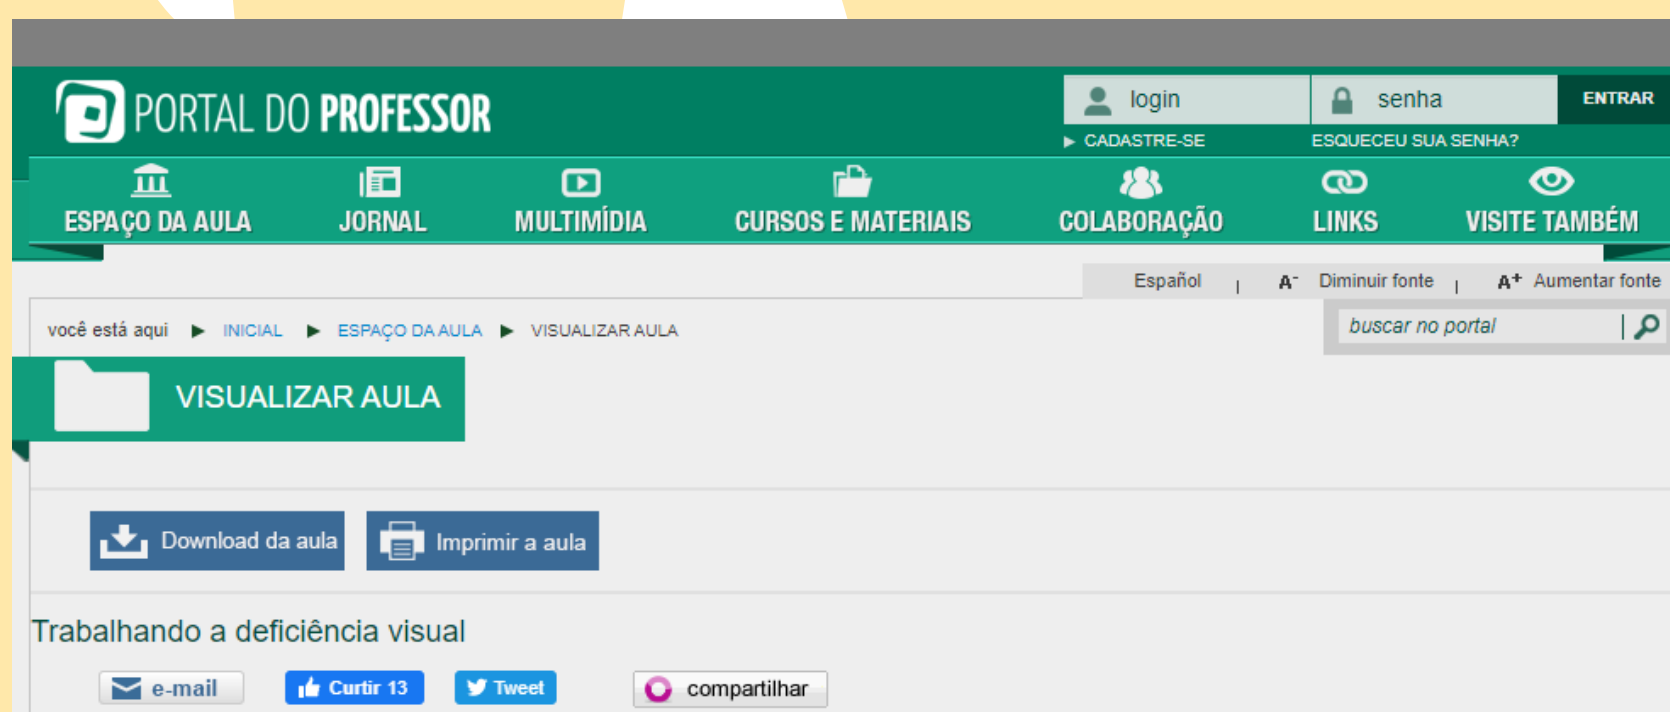 PORTAL DO PROFESSOR
login senha ENTRAR
CADASTRE-SE ESQUECEU SUA SENHA?
ESPAÇO DA AULA JORNAL MULTIMÍDIA CURSOS E MATERIAIS COLABORAÇÃO LINKS VISITE TAMBÉM
Español | A- Diminuir fonte | A+ Aumentar fonte
você está aqui ► INICIAL ► ESPAÇO DA AULA ► VISUALIZAR AULA
buscar no portal
VISUALIZAR AULA
Download da aula Imprimir a aula
Trabalhando a deficiência visual
e-mail Curtir 13 Tweet compartilhar